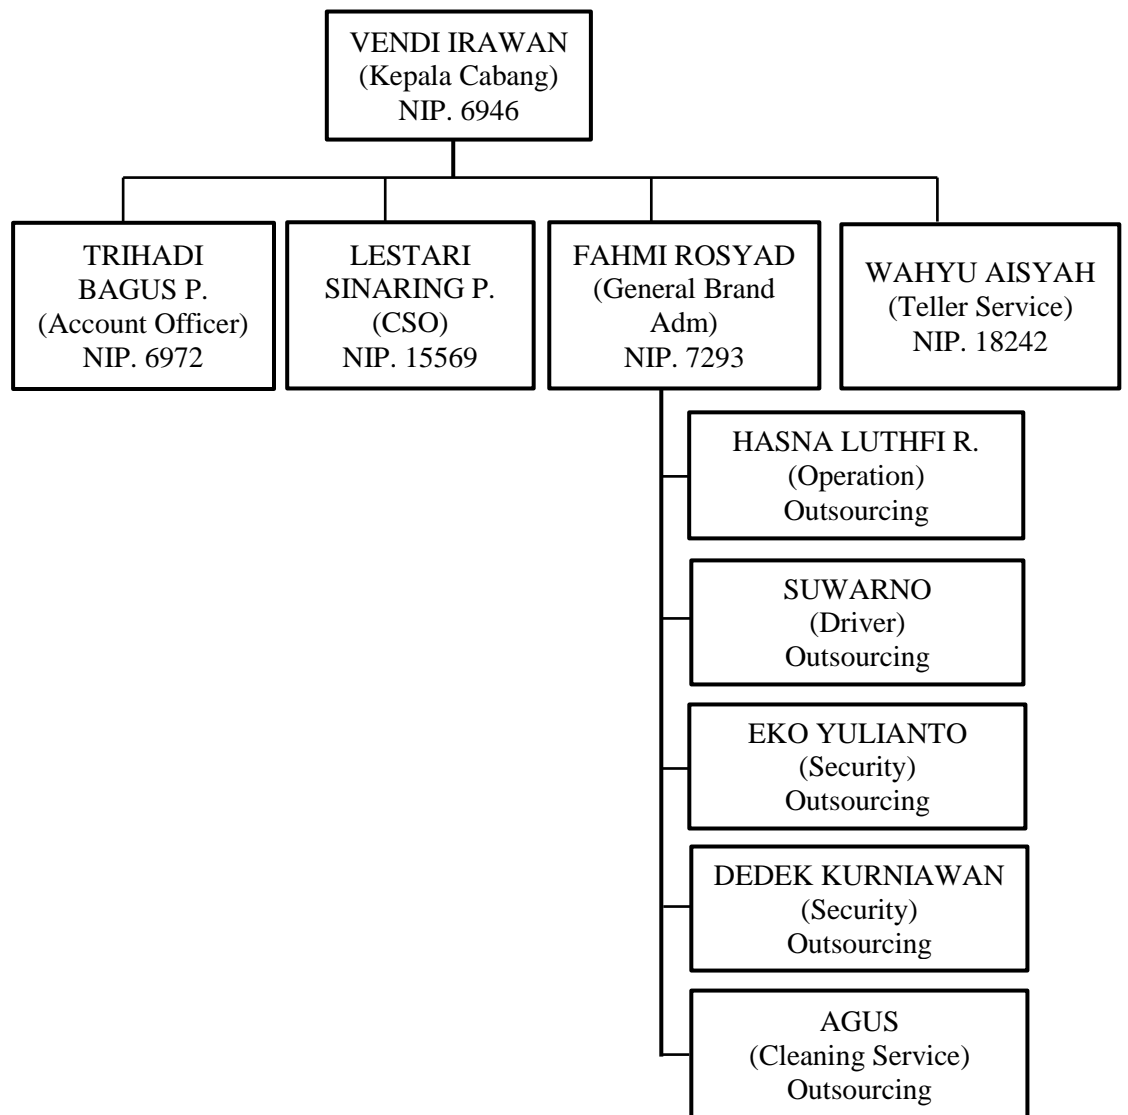 VENDI IRAWAN
(Kepala Cabang)
NIP. 6946
TRIHADI
BAGUS P.
(Account Officer)
NIP. 6972
LESTARI
SINARING P.
(CSO)
NIP. 15569
FAHMI ROSYAD
(General Brand
Adm)
NIP. 7293
WAHYU AISYAH
(Teller Service)
NIP. 18242
HASNA LUTHFI R.
(Operation)
Outsourcing
SUWARNO
(Driver)
Outsourcing
EKO YULIANTO
(Security)
Outsourcing
DEDEK KURNIAWAN
(Security)
Outsourcing
AGUS
(Cleaning Service)
Outsourcing